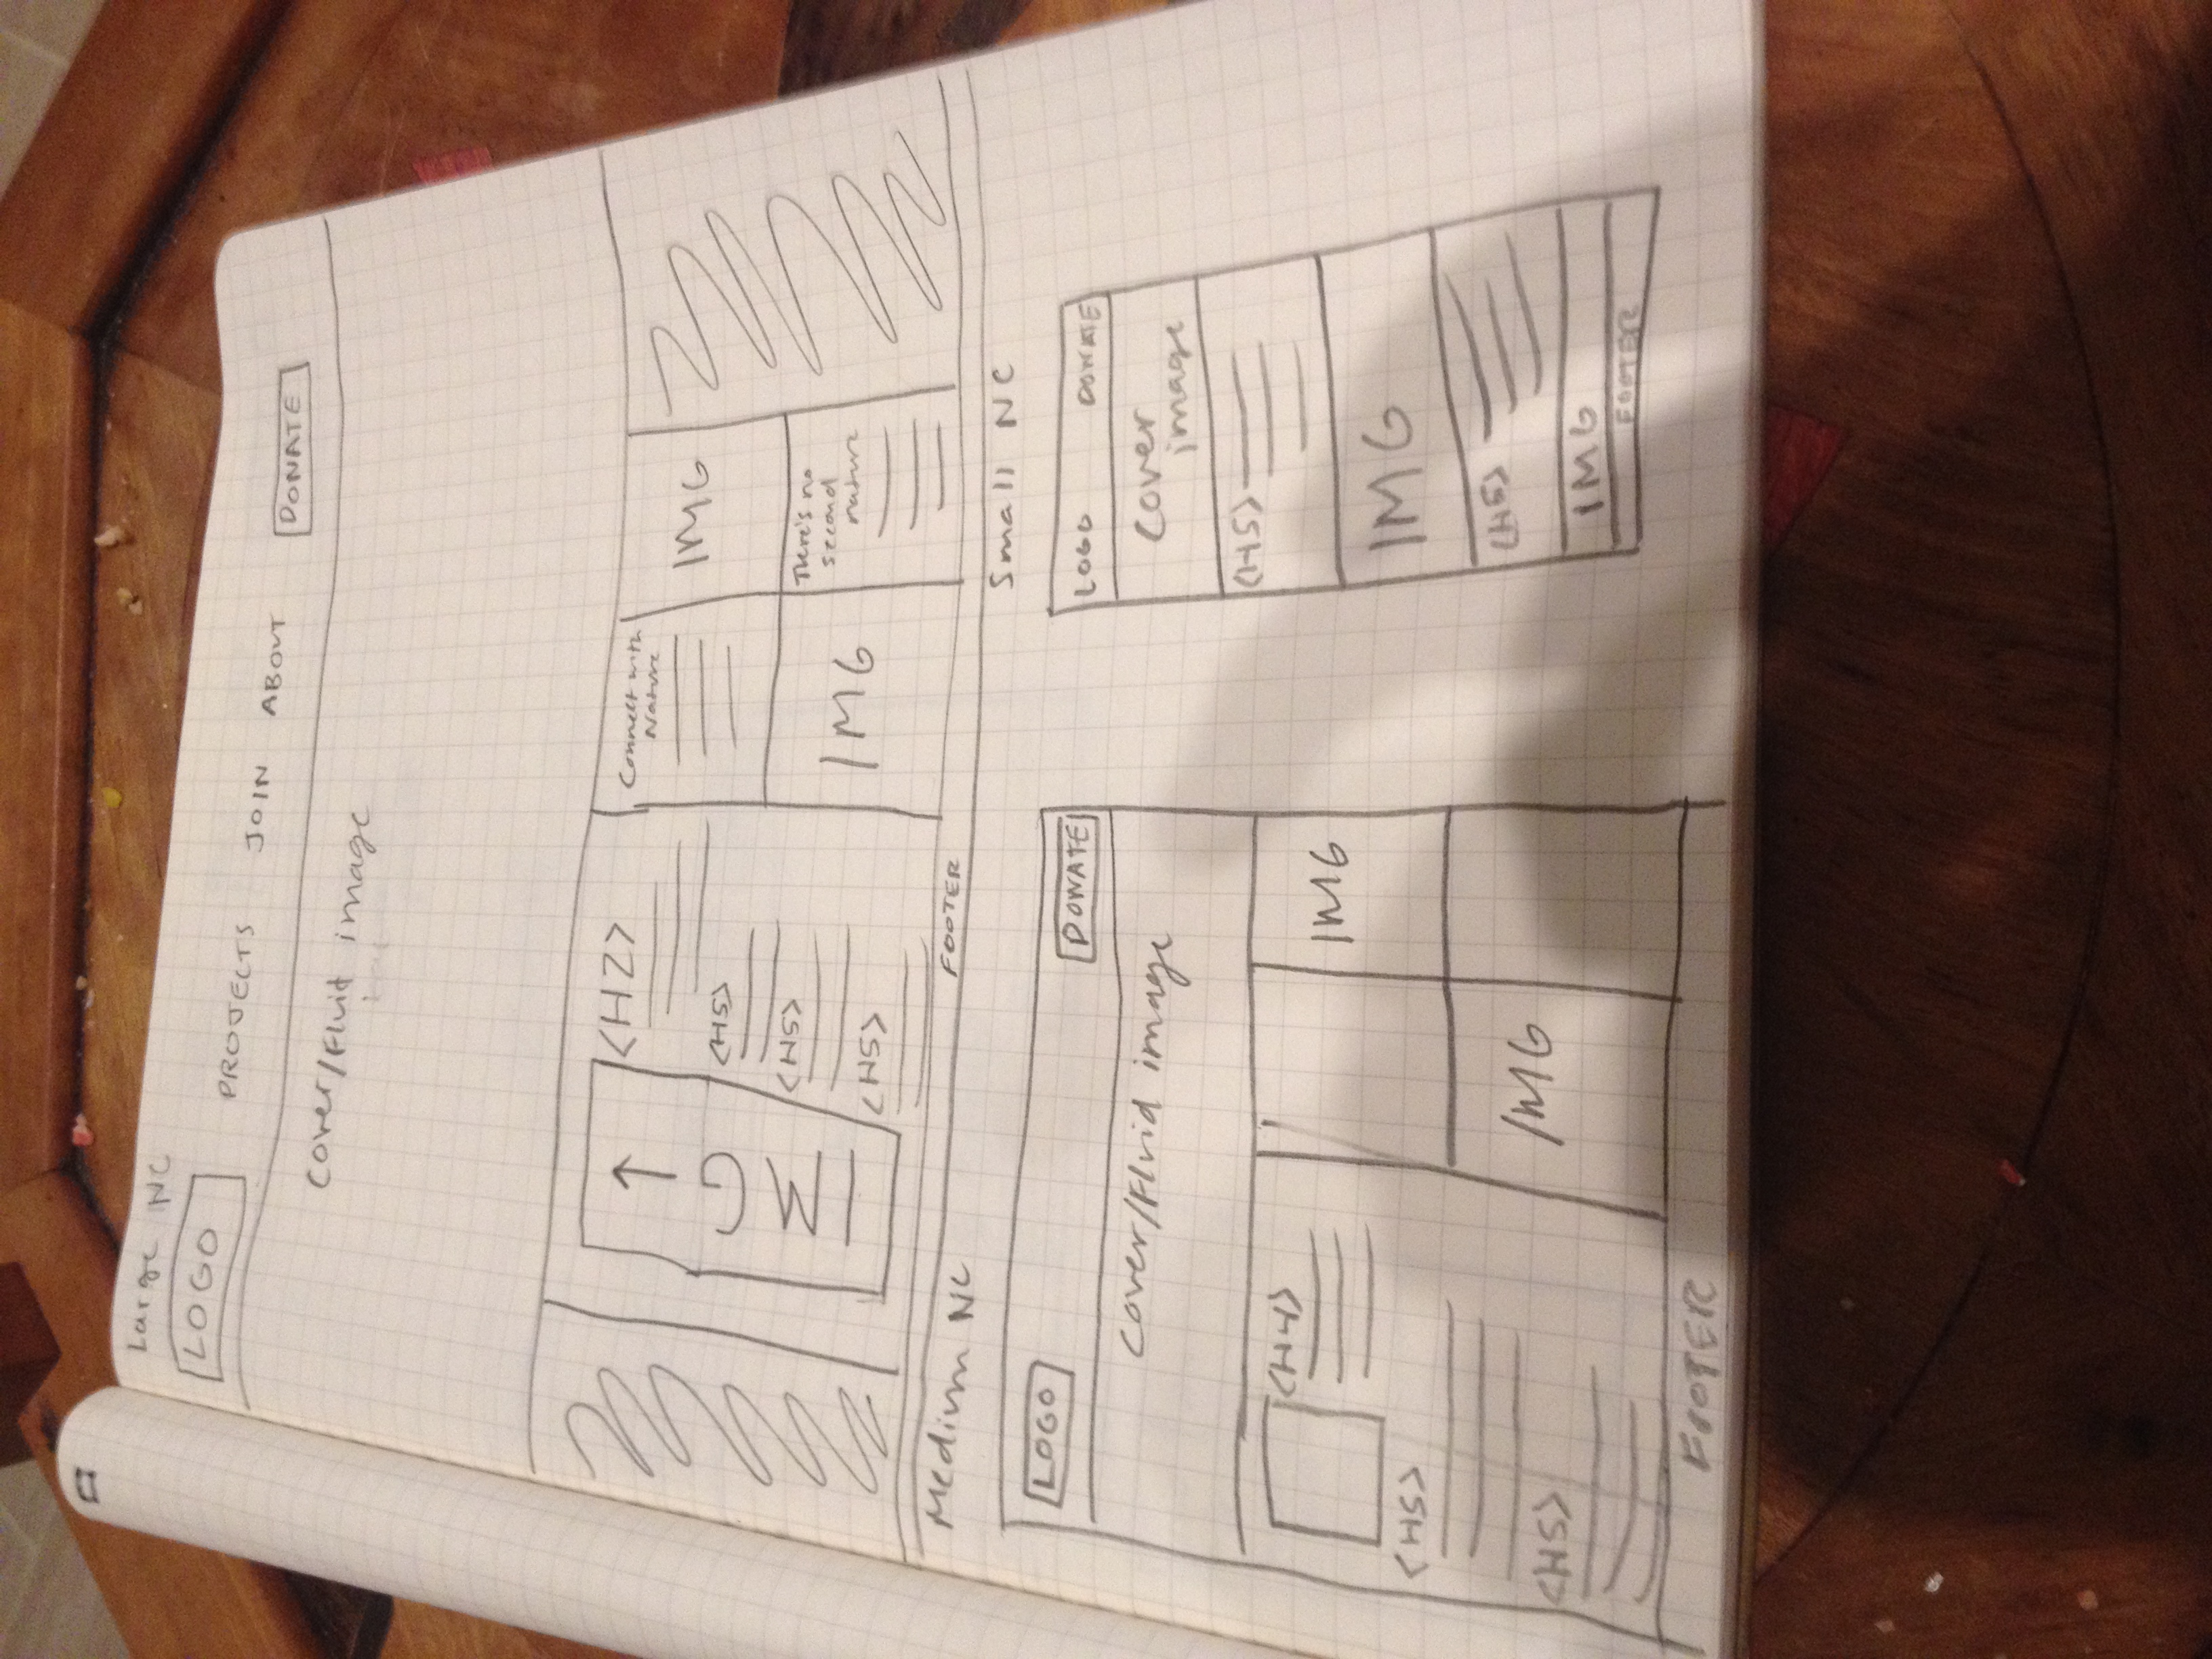 Large NC
LOGO
PROJECTS JOIN ABOUT DONATE
Cover/Fluid image
IMG
<H2>
<H5>
<H5>
<H5>
Connect with
Nature
IMG
IMG
There's no
second
nature
FOOTER
Medium NC
LOGO
DONATE
Cover/Fluid image
<H4>
<H5>
<H5>
IMG
IMG
FOOTER
Small NC
LOGO DONATE
Cover
image
<H5>
IMG
<H5>
IMG
FOOTER